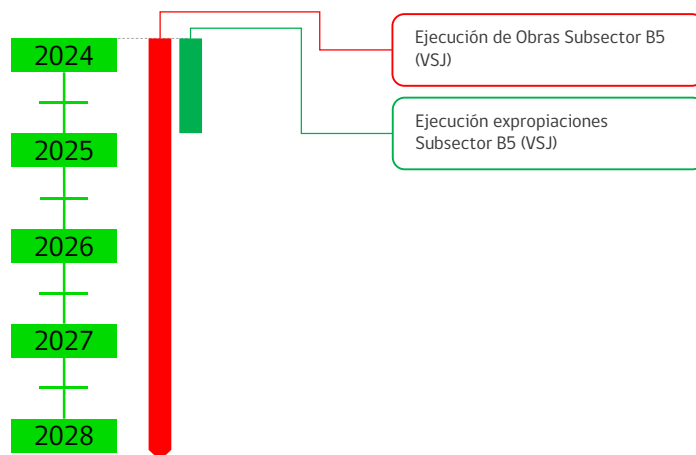 2024
Ejecución de Obras Subsector B5
(VSJ)
Ejecución expropiaciones
Subsector B5 (VSJ)
2025
2026
2027
2028